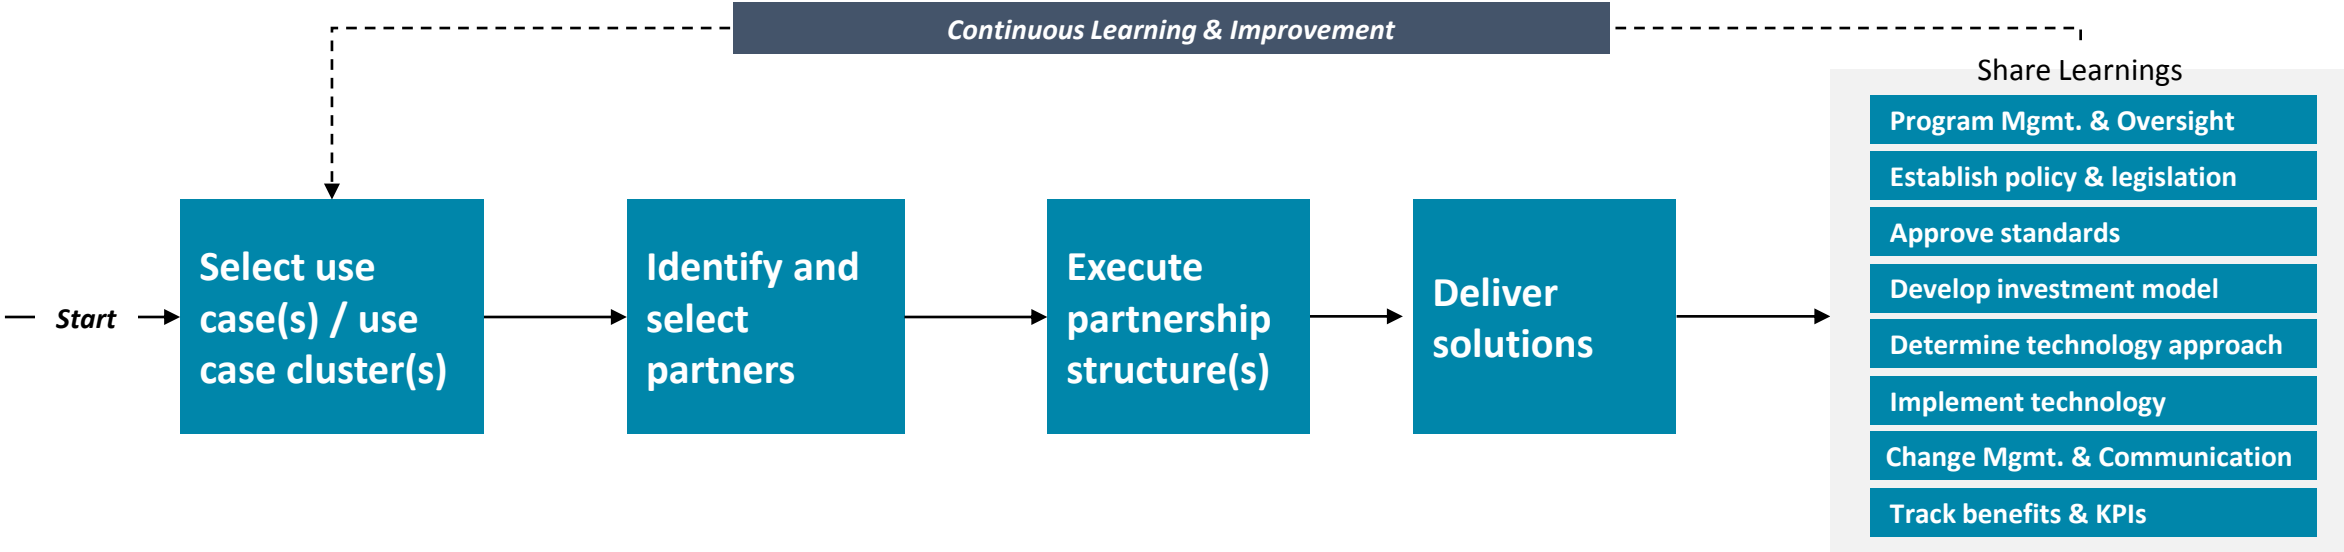 Continuous Learning & Improvement
Share Learnings
Start
Select use
case(s) / use
case cluster(s)
Identify and
select
partners
Execute
partnership
structure(s)
Deliver
solutions
Program Mgmt. & Oversight
Establish policy & legislation
Approve standards
Develop investment model
Determine technology approach
Implement technology
Change Mgmt. & Communication
Track benefits & KPIs